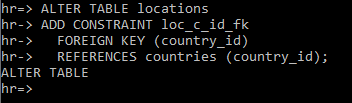 hr=> ALTER TABLE locations
hr-> ADD CONSTRAINT loc_c_id_fk
hr->   FOREIGN KEY (country_id)
hr->   REFERENCES countries (country_id);
ALTER TABLE
hr=>